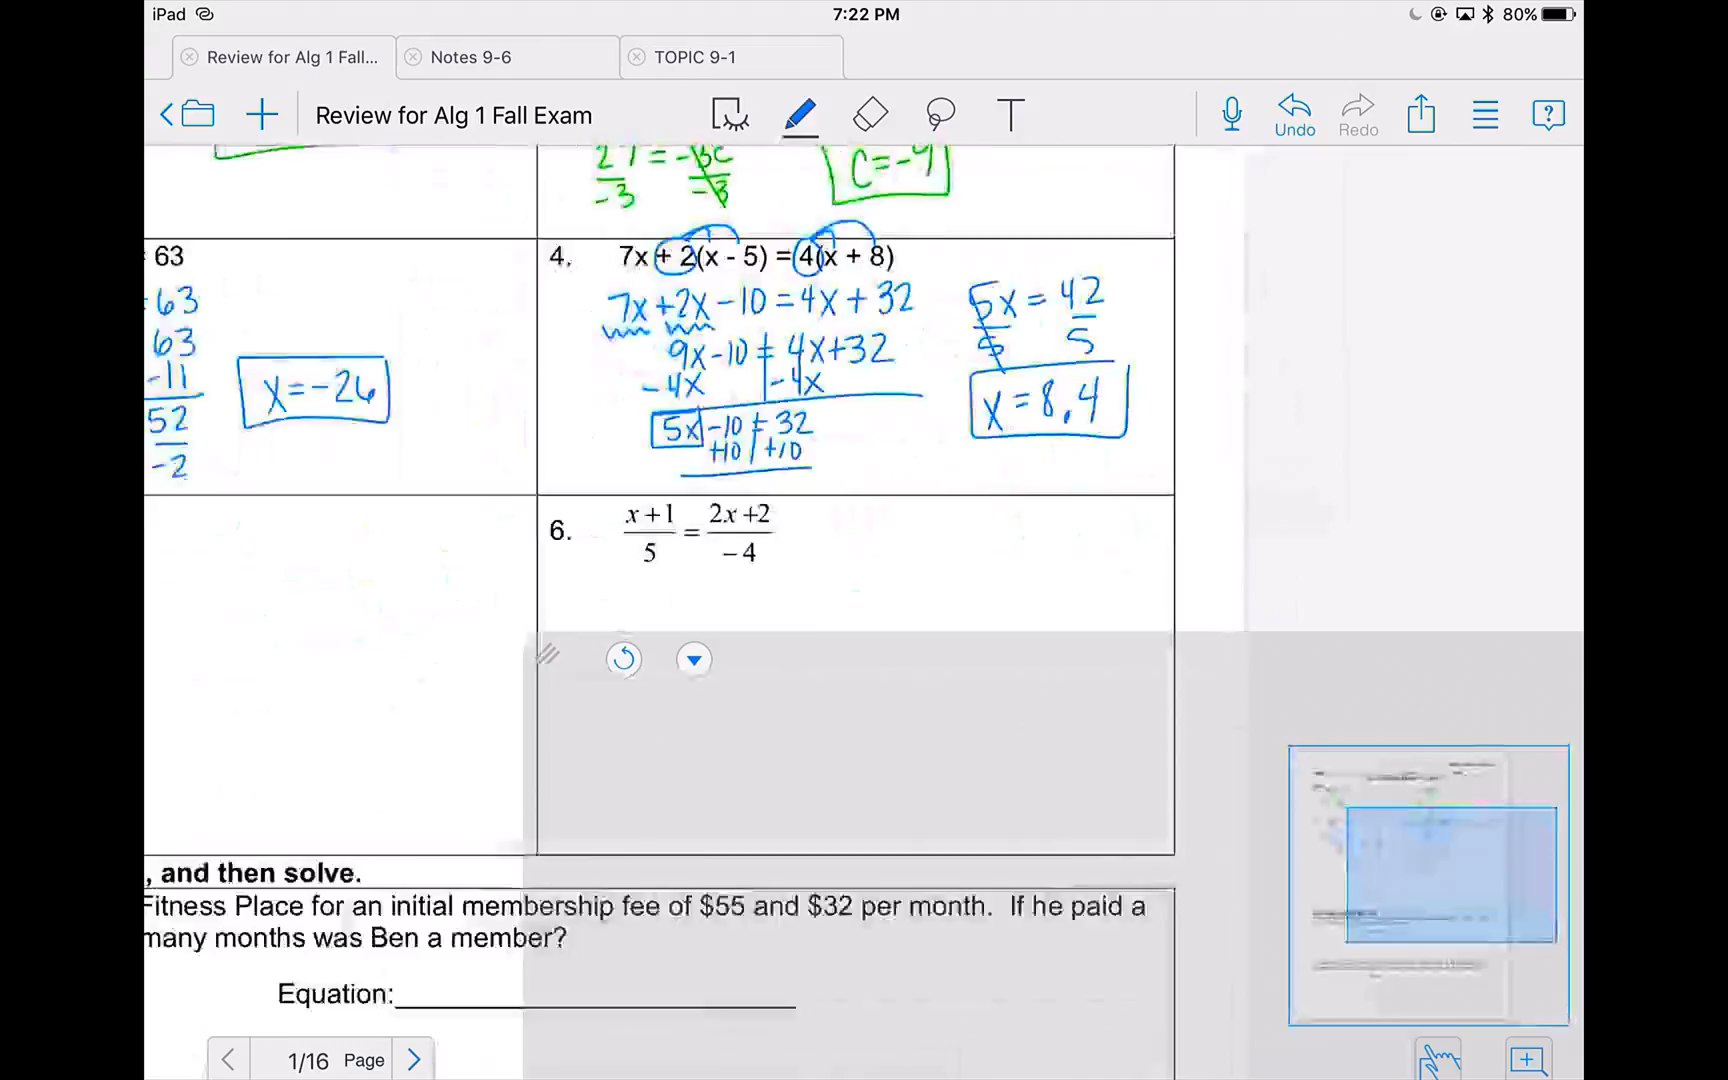 iPad 7:22 PM 80%
Review for Alg 1 Fall... Notes 9-6 TOPIC 9-1
Review for Alg 1 Fall Exam T Undo Redo
27 = -3C
-3 -3
C=-9
= 63
63
63
-11
52
-2
X=-26
4. 7x + 2(x - 5) = 4(x + 8)
7x+2x-10=4x+32
9x-10=4x+32
-4x -4x
5x-10=32
+10 +10
5x = 42
5 5
x=8.4
6. x+1 = 2x+2
5 -4
, and then solve.
Fitness Place for an initial membership fee of $55 and $32 per month. If he paid a
many months was Ben a member?
Equation:
1/16 Page